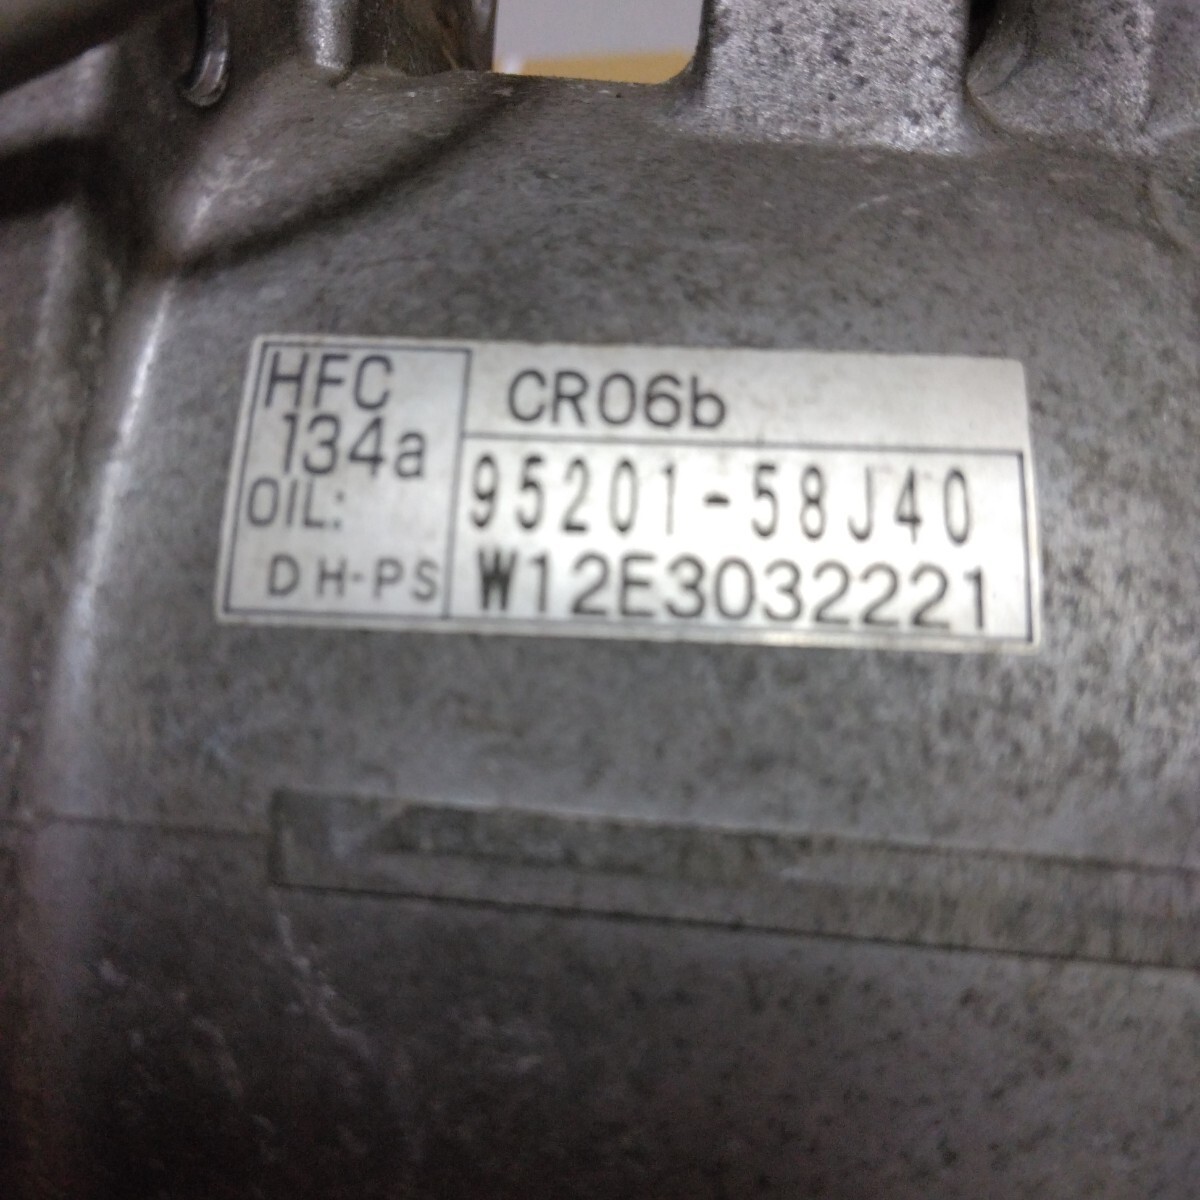 HFC
134a
OIL:
DH-PS
CR06b
95201-58J40
W12E3032221